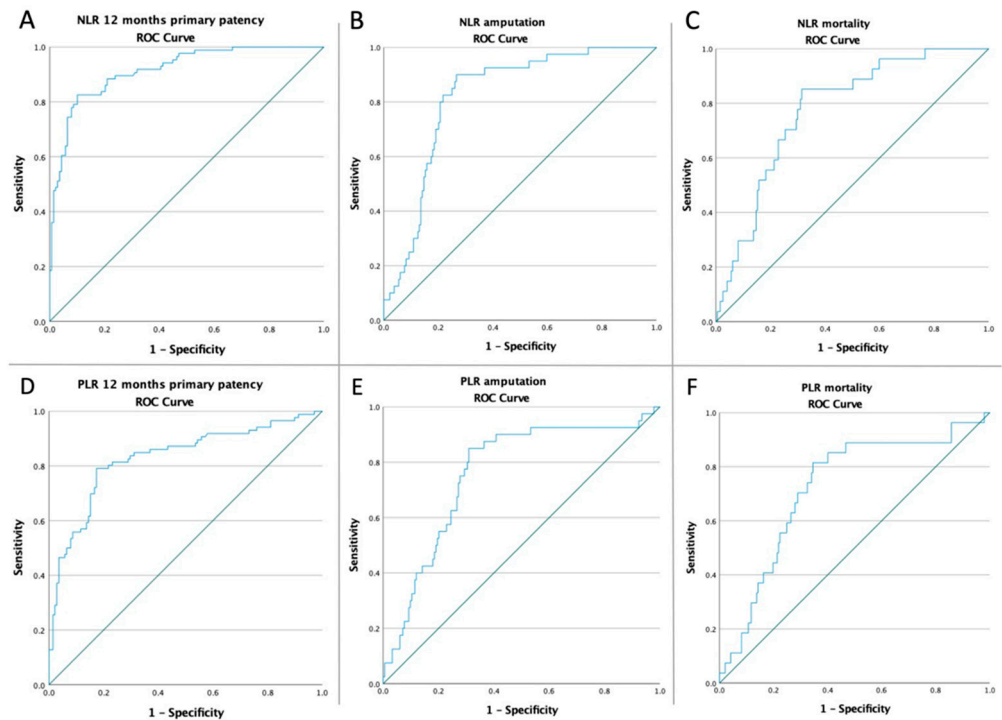 A
NLR 12 months primary patency
ROC Curve
1.0
0.8
0.6
0.4
0.2
0.0
Sensitivity
0.0 0.2 0.4 0.6 0.8 1.0
1 - Specificity
B
NLR amputation
ROC Curve
1.0
0.8
0.6
0.4
0.2
0.0
Sensitivity
0.0 0.2 0.4 0.6 0.8 1.0
1 - Specificity
C
NLR mortality
ROC Curve
1.0
0.8
0.6
0.4
0.2
0.0
Sensitivity
0.0 0.2 0.4 0.6 0.8 1.0
1 - Specificity
D
PLR 12 months primary patency
ROC Curve
1.0
0.8
0.6
0.4
0.2
0.0
Sensitivity
0.0 0.2 0.4 0.6 0.8 1.0
1 - Specificity
E
PLR amputation
ROC Curve
1.0
0.8
0.6
0.4
0.2
0.0
Sensitivity
0.0 0.2 0.4 0.6 0.8 1.0
1 - Specificity
F
PLR mortality
ROC Curve
1.0
0.8
0.6
0.4
0.2
0.0
Sensitivity
0.0 0.2 0.4 0.6 0.8 1.0
1 - Specificity